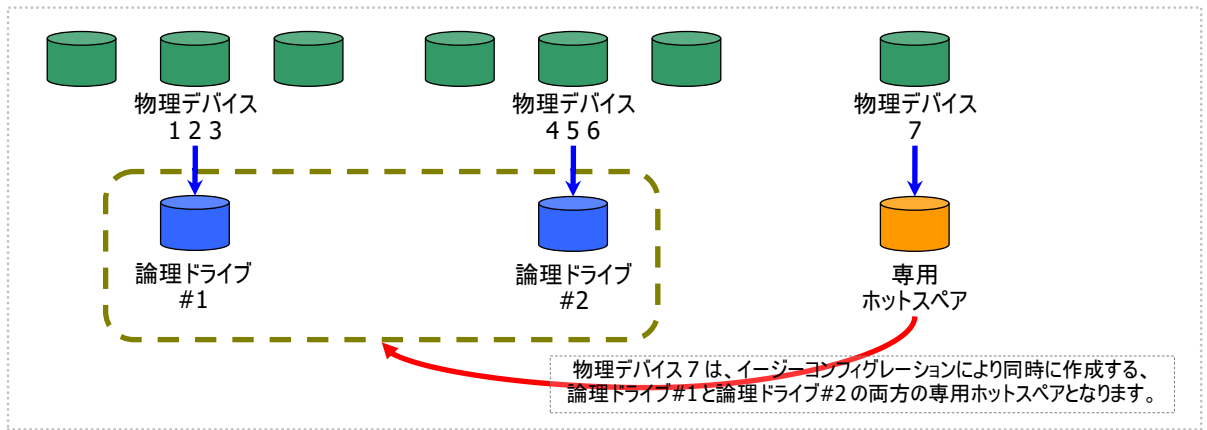 物理デバイス
1 2 3
物理デバイス
4 5 6
物理デバイス
7
論理ドライブ
#1
論理ドライブ
#2
専用
ホットスペア
物理デバイス 7 は、イージーコンフィグレーションにより同時に作成する、
論理ドライブ#1 と論理ドライブ#2 の両方の専用ホットスペアとなります。